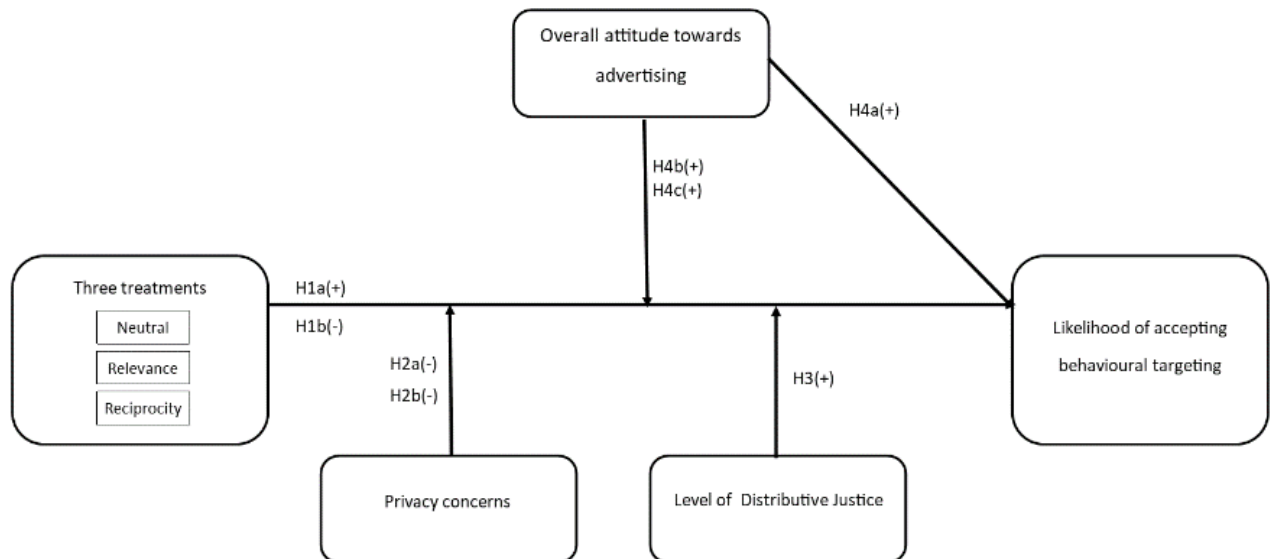 Overall attitude towards
advertising
H4a(+)
H4b(+)
H4c(+)
Three treatments
Neutral
Relevance
Reciprocity
H1a(+)
H1b(-)
H2a(-)
H2b(-)
H3(+)
Likelihood of accepting
behavioural targeting
Privacy concerns
Level of Distributive Justice